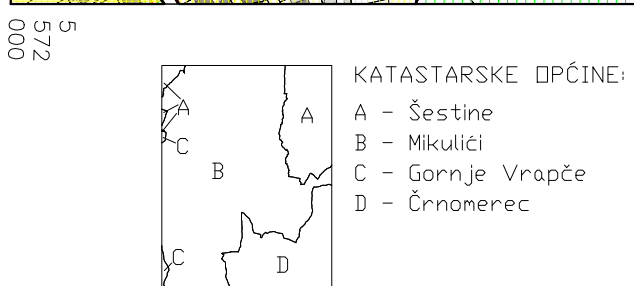 5
572
000
KATASTARSKE OPĆINE:
A - Šestine
B - Mikulići
C - Gornje Vrapče
D - Črnomerec
A
A
C
B
C
D